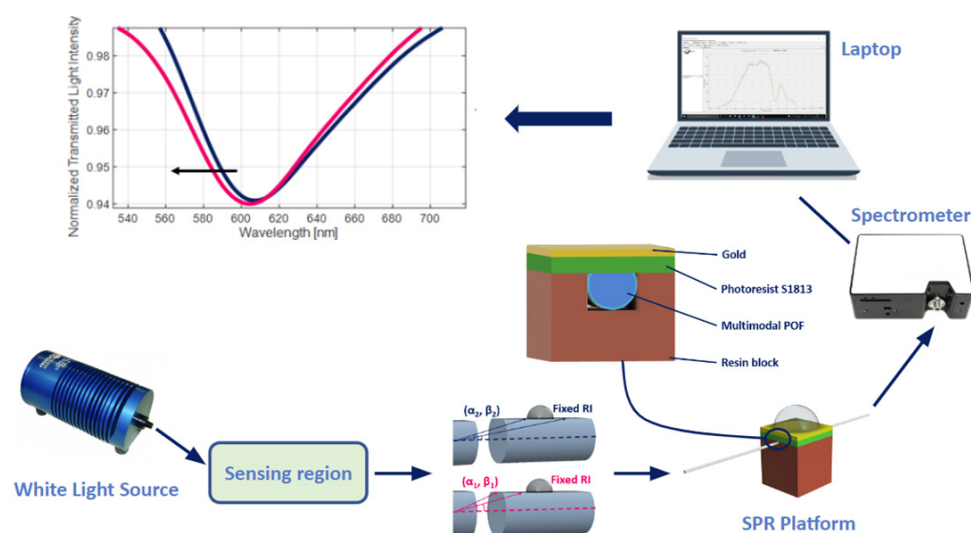 0.98
0.97
0.96
0.95
0.94
Normalized Transmitted Light Intensity
540 560 580 600 620 640 660 680 700
Wavelength [nm]
Laptop
Spectrometer
Gold
Photoresist S1813
Multimodal POF
Resin block
White Light Source
Sensing region
(α₂, β₂) Fixed RI
(α₁, β₁) Fixed RI
SPR Platform